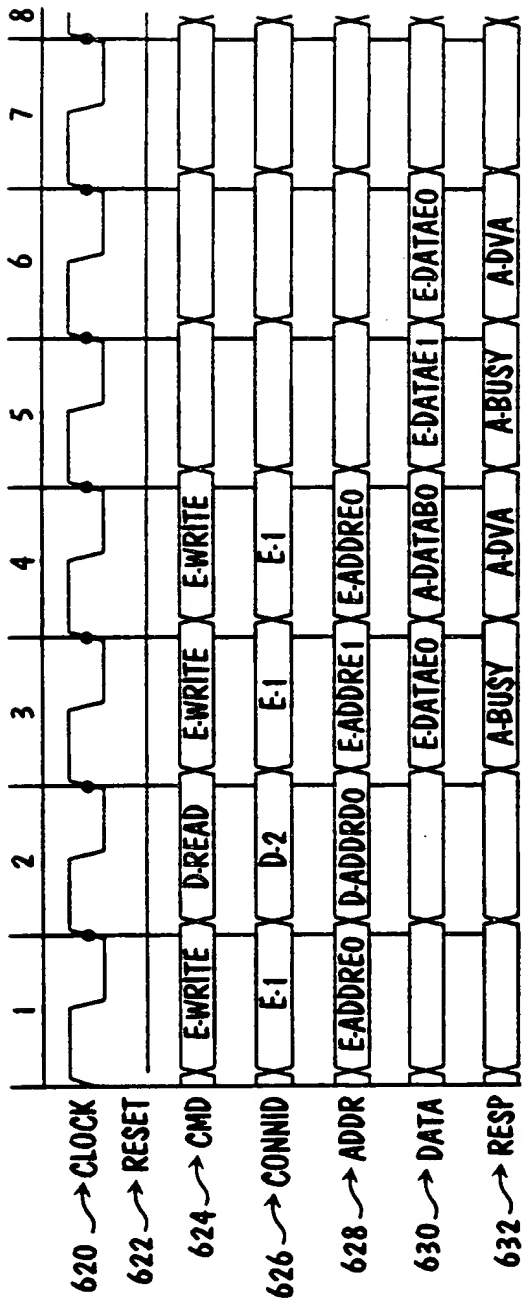 1 2 3 4 5 6 7 8
620 CLOCK
622 RESET
624 CMD E-WRITE D-READ E-WRITE E-WRITE
626 CONNID E-1 D-2 E-1 E-1
628 ADDR E-ADDRE0 D-ADDRD0 E-ADDRE1 E-ADDRE0
630 DATA E-DATAE0 A-DATAB0 E-DATAE1 E-DATAE0
632 RESP A-BUSY A-DVA A-BUSY A-DVA